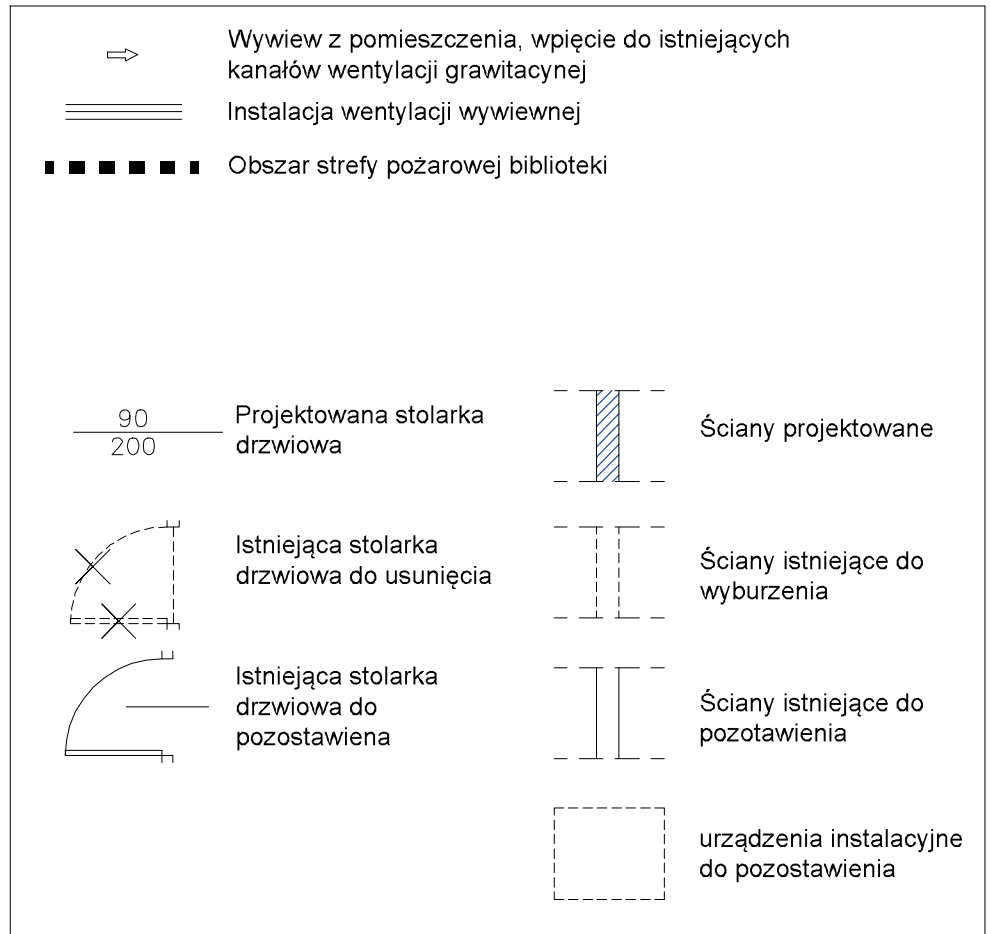 Wywiew z pomieszczenia, wpięcie do istniejących
kanałów wentylacji grawitacynej
Instalacja wentylacji wywiewnej
Obszar strefy pożarowej biblioteki
90
200
Projektowana stolarka
drzwiowa
Istniejąca stolarka
drzwiowa do usunięcia
Istniejąca stolarka
drzwiowa do
pozostawiena
Ściany projektowane
Ściany istniejące do
wyburzenia
Ściany istniejące do
pozotawienia
urządzenia instalacyjne
do pozostawienia